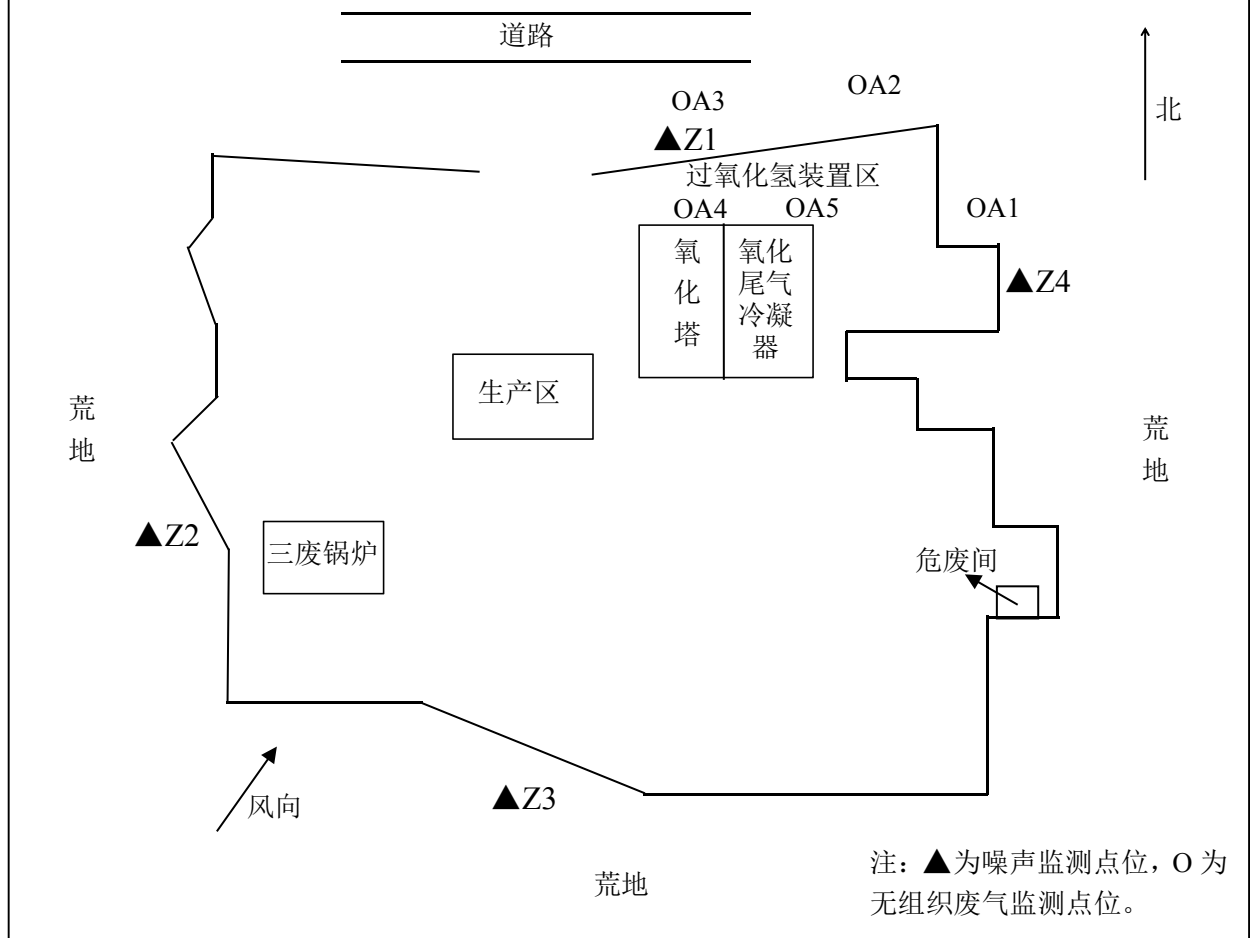 道路
OA2
OA3
北
▲Z1
过氧化氢装置区
OA4
OA5
OA1
氧化塔
氧化
尾气
冷凝
器
▲Z4
生产区
荒地
荒地
▲Z2
三废锅炉
危废间
▲Z3
风向
荒地
注：▲为噪声监测点位，O 为
无组织废气监测点位。